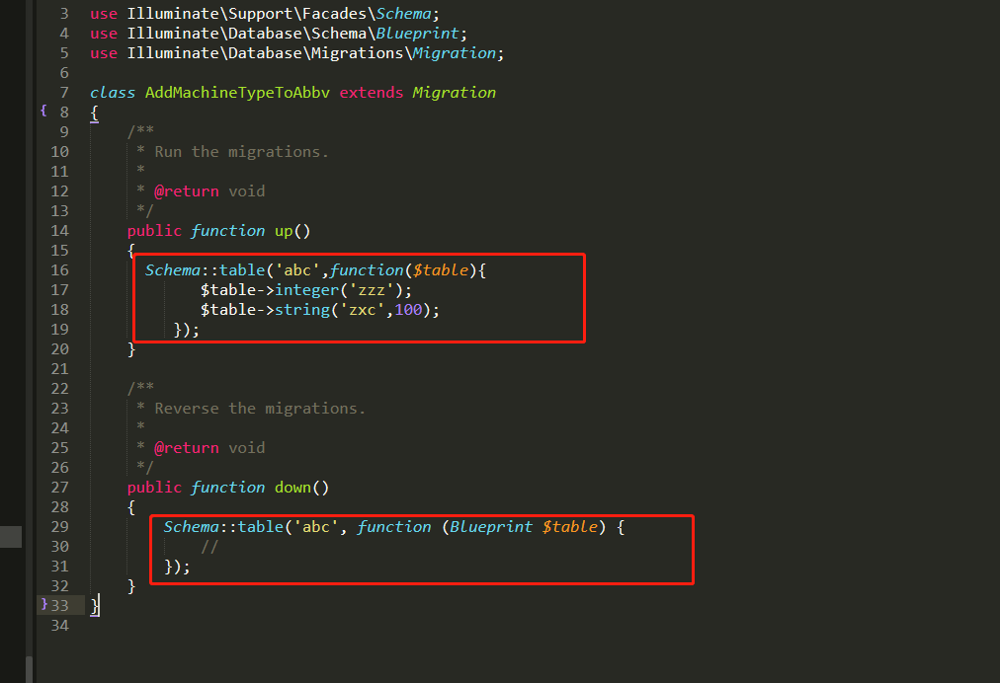 3 use Illuminate\Support\Facades\Schema;
4 use Illuminate\Database\Schema\Blueprint;
5 use Illuminate\Database\Migrations\Migration;
6
7 class AddMachineTypeToAbbv extends Migration
{ 8 {
9 /**
10 * Run the migrations.
11 *
12 * @return void
13 */
14 public function up()
15 {
16 Schema::table('abc',function($table){
17 $table->integer('zzz');
18 $table->string('zxc',100);
19 });
20 }
21
22 /**
23 * Reverse the migrations.
24 *
25 * @return void
26 */
27 public function down()
28 {
29 Schema::table('abc', function (Blueprint $table) {
30 //
31 });
32 }
} 33 }
34